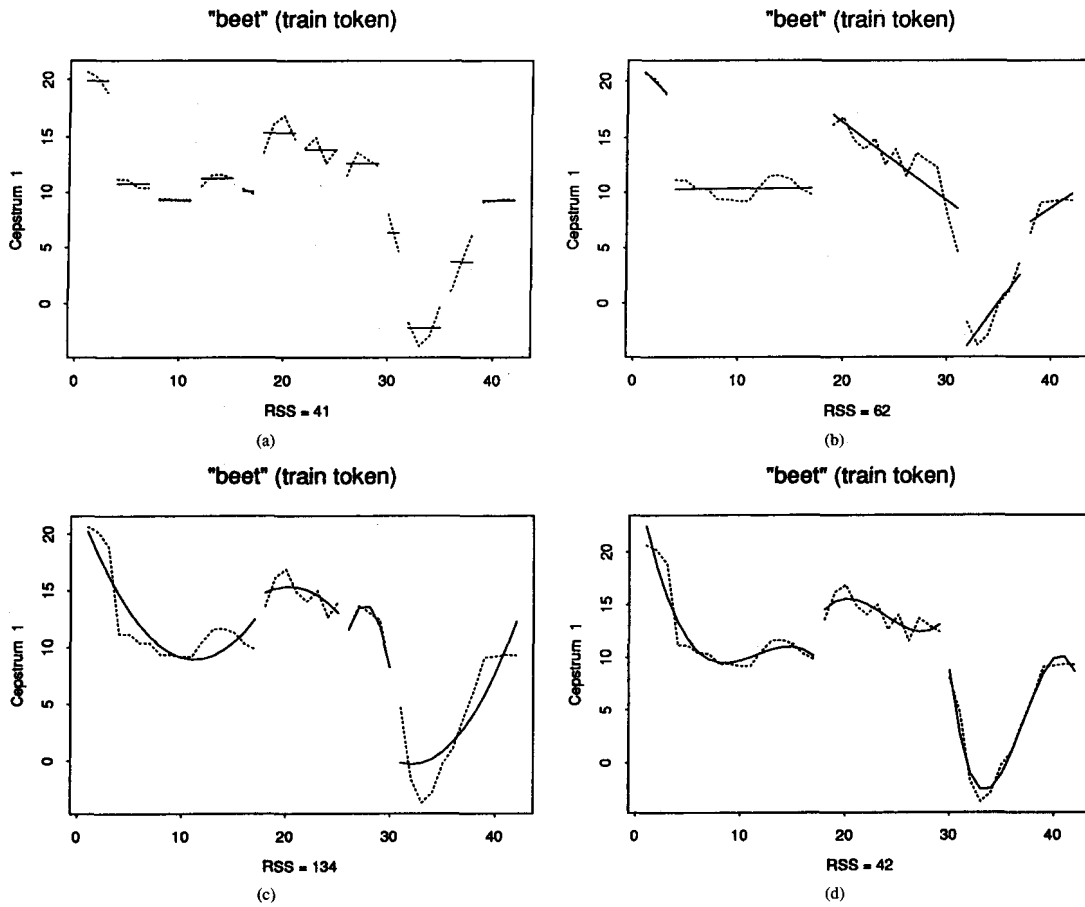 "beet" (train token)
Cepstrum 1
20
15
10
5
0
0
10
20
30
40
RSS = 41
(a)
"beet" (train token)
Cepstrum 1
20
15
10
5
0
0
10
20
30
40
RSS = 62
(b)
"beet" (train token)
Cepstrum 1
20
15
10
5
0
0
10
20
30
40
RSS = 134
(c)
"beet" (train token)
Cepstrum 1
20
15
10
5
0
0
10
20
30
40
RSS = 42
(d)